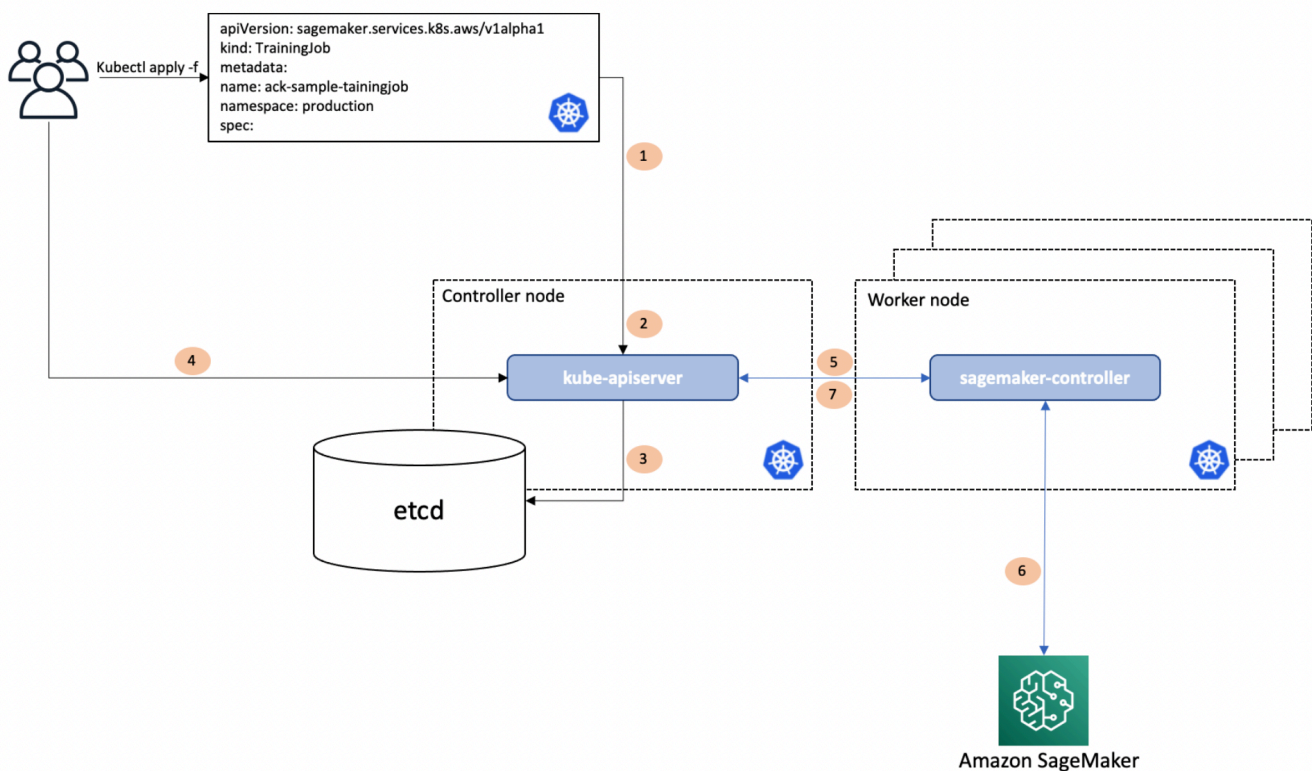 apiVersion: sagemaker.services.k8s.aws/v1alpha1
kind: TrainingJob
metadata:
name: ack-sample-tainingjob
namespace: production
spec:
Kubectl apply -f
1
Controller node
Worker node
2
4
kube-apiserver
5
7
sagemaker-controller
3
etcd
6
Amazon SageMaker